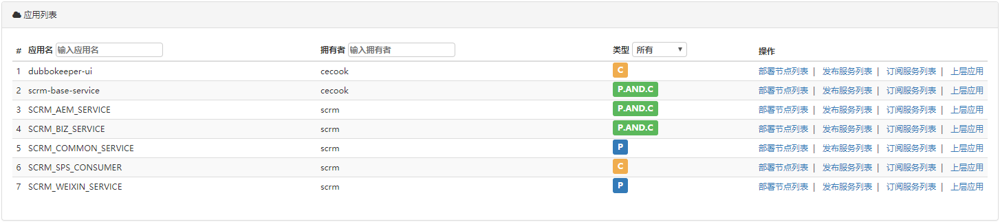 应用列表
# 应用名 输入应用名 拥有者 输入拥有者 类型 所有 操作
1 dubbokeeper-ui cecook C 部署节点列表 | 发布服务列表 | 订阅服务列表 | 上层应用
2 scrm-base-service cecook P.AND.C 部署节点列表 | 发布服务列表 | 订阅服务列表 | 上层应用
3 SCRM_AEM_SERVICE scrm P.AND.C 部署节点列表 | 发布服务列表 | 订阅服务列表 | 上层应用
4 SCRM_BIZ_SERVICE scrm P.AND.C 部署节点列表 | 发布服务列表 | 订阅服务列表 | 上层应用
5 SCRM_COMMON_SERVICE scrm P 部署节点列表 | 发布服务列表 | 订阅服务列表 | 上层应用
6 SCRM_SPS_CONSUMER scrm C 部署节点列表 | 发布服务列表 | 订阅服务列表 | 上层应用
7 SCRM_WEIXIN_SERVICE scrm P 部署节点列表 | 发布服务列表 | 订阅服务列表 | 上层应用